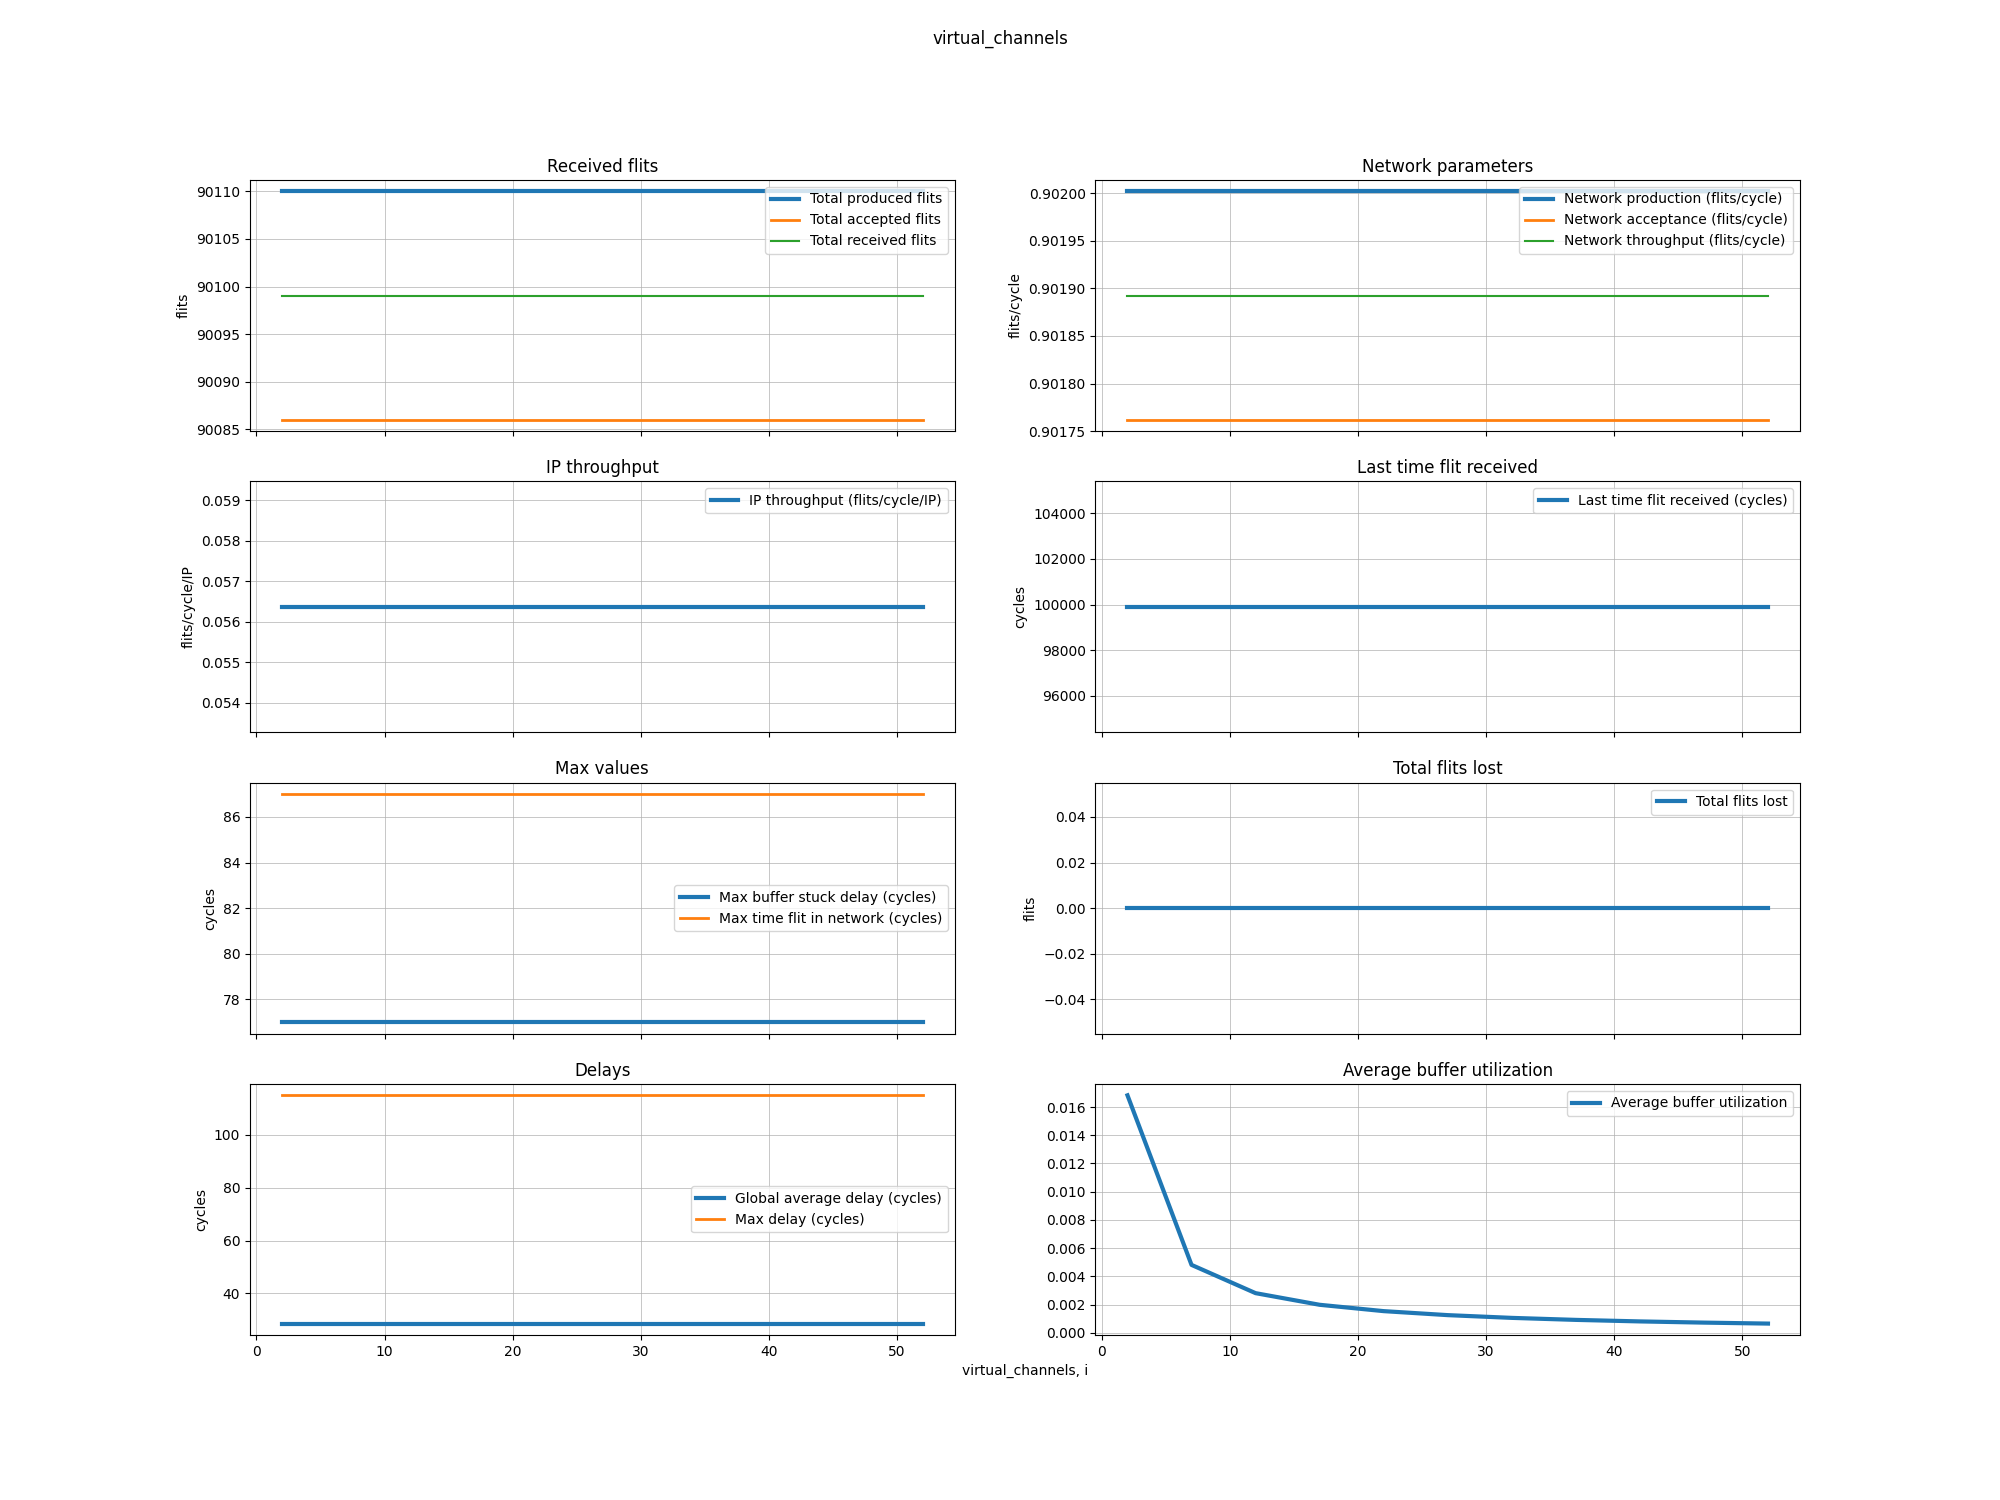 virtual_channels
Received flits
90110
90105
90100
90095
90090
90085
flits
Total produced flits
Total accepted flits
Total received flits
Network parameters
0.90200
0.90195
0.90190
0.90185
0.90180
0.90175
flits/cycle
Network production (flits/cycle)
Network acceptance (flits/cycle)
Network throughput (flits/cycle)
IP throughput
0.059
0.058
0.057
0.056
0.055
0.054
flits/cycle/IP
IP throughput (flits/cycle/IP)
Last time flit received
104000
102000
100000
98000
96000
cycles
Last time flit received (cycles)
Max values
86
84
82
80
78
cycles
Max buffer stuck delay (cycles)
Max time flit in network (cycles)
Total flits lost
0.04
0.02
0.00
−0.02
−0.04
flits
Total flits lost
Delays
100
80
60
40
cycles
Global average delay (cycles)
Max delay (cycles)
0 10 20 30 40 50
Average buffer utilization
0.016
0.014
0.012
0.010
0.008
0.006
0.004
0.002
0.000
Average buffer utilization
0 10 20 30 40 50
virtual_channels, i